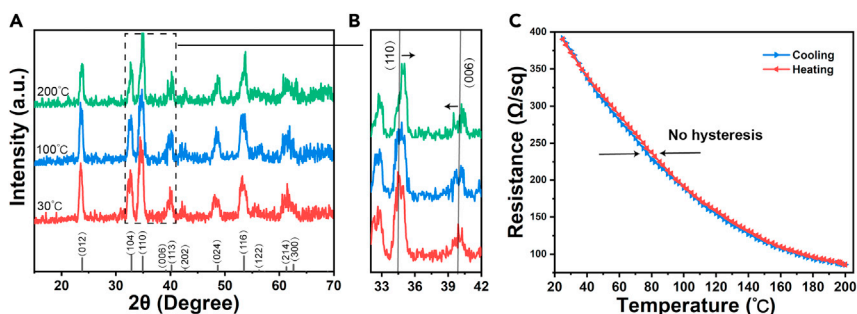 A
Intensity (a.u.)
200℃
100℃
30℃
(012)
(104)
(110)
(006)
(113)
(202)
(024)
(116)
(122)
(214)
(300)
10 20 30 40 50 60 70
2θ (Degree)
B
(110)
(006)
32 33 39 42
C
Resistance (Ω/sq)
400
350
300
250
200
150
100
Cooling
Heating
No hysteresis
20 40 60 80 100 120 140 160 180 200
Temperature (℃)